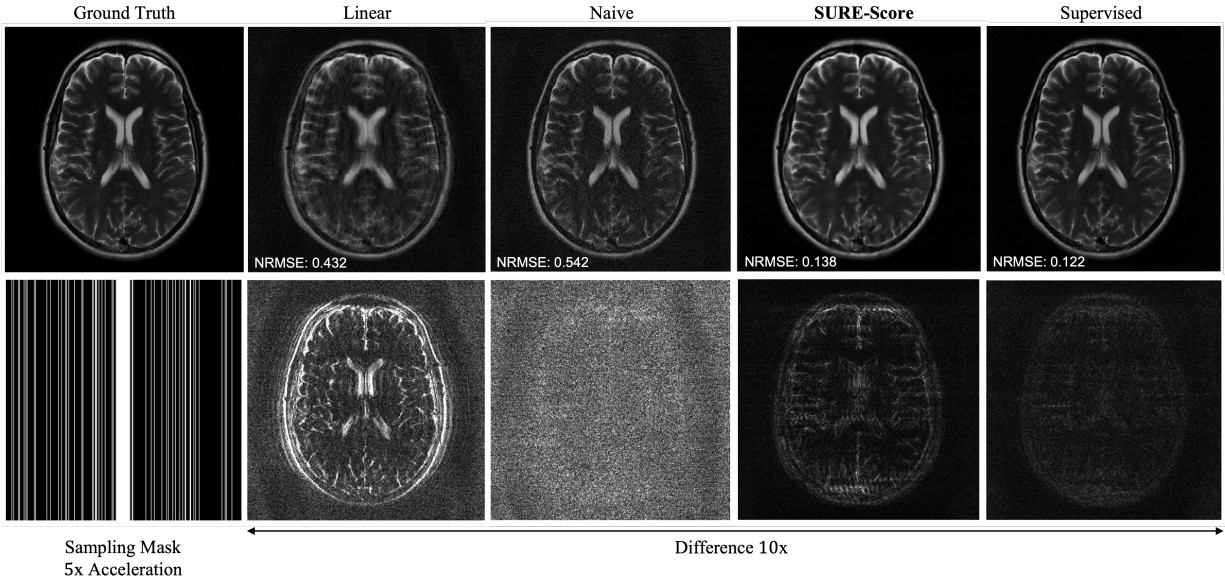 Ground Truth
Linear
Naive
SURE-Score
Supervised
NRMSE: 0.432
NRMSE: 0.542
NRMSE: 0.138
NRMSE: 0.122
Sampling Mask
5x Acceleration
Difference 10x